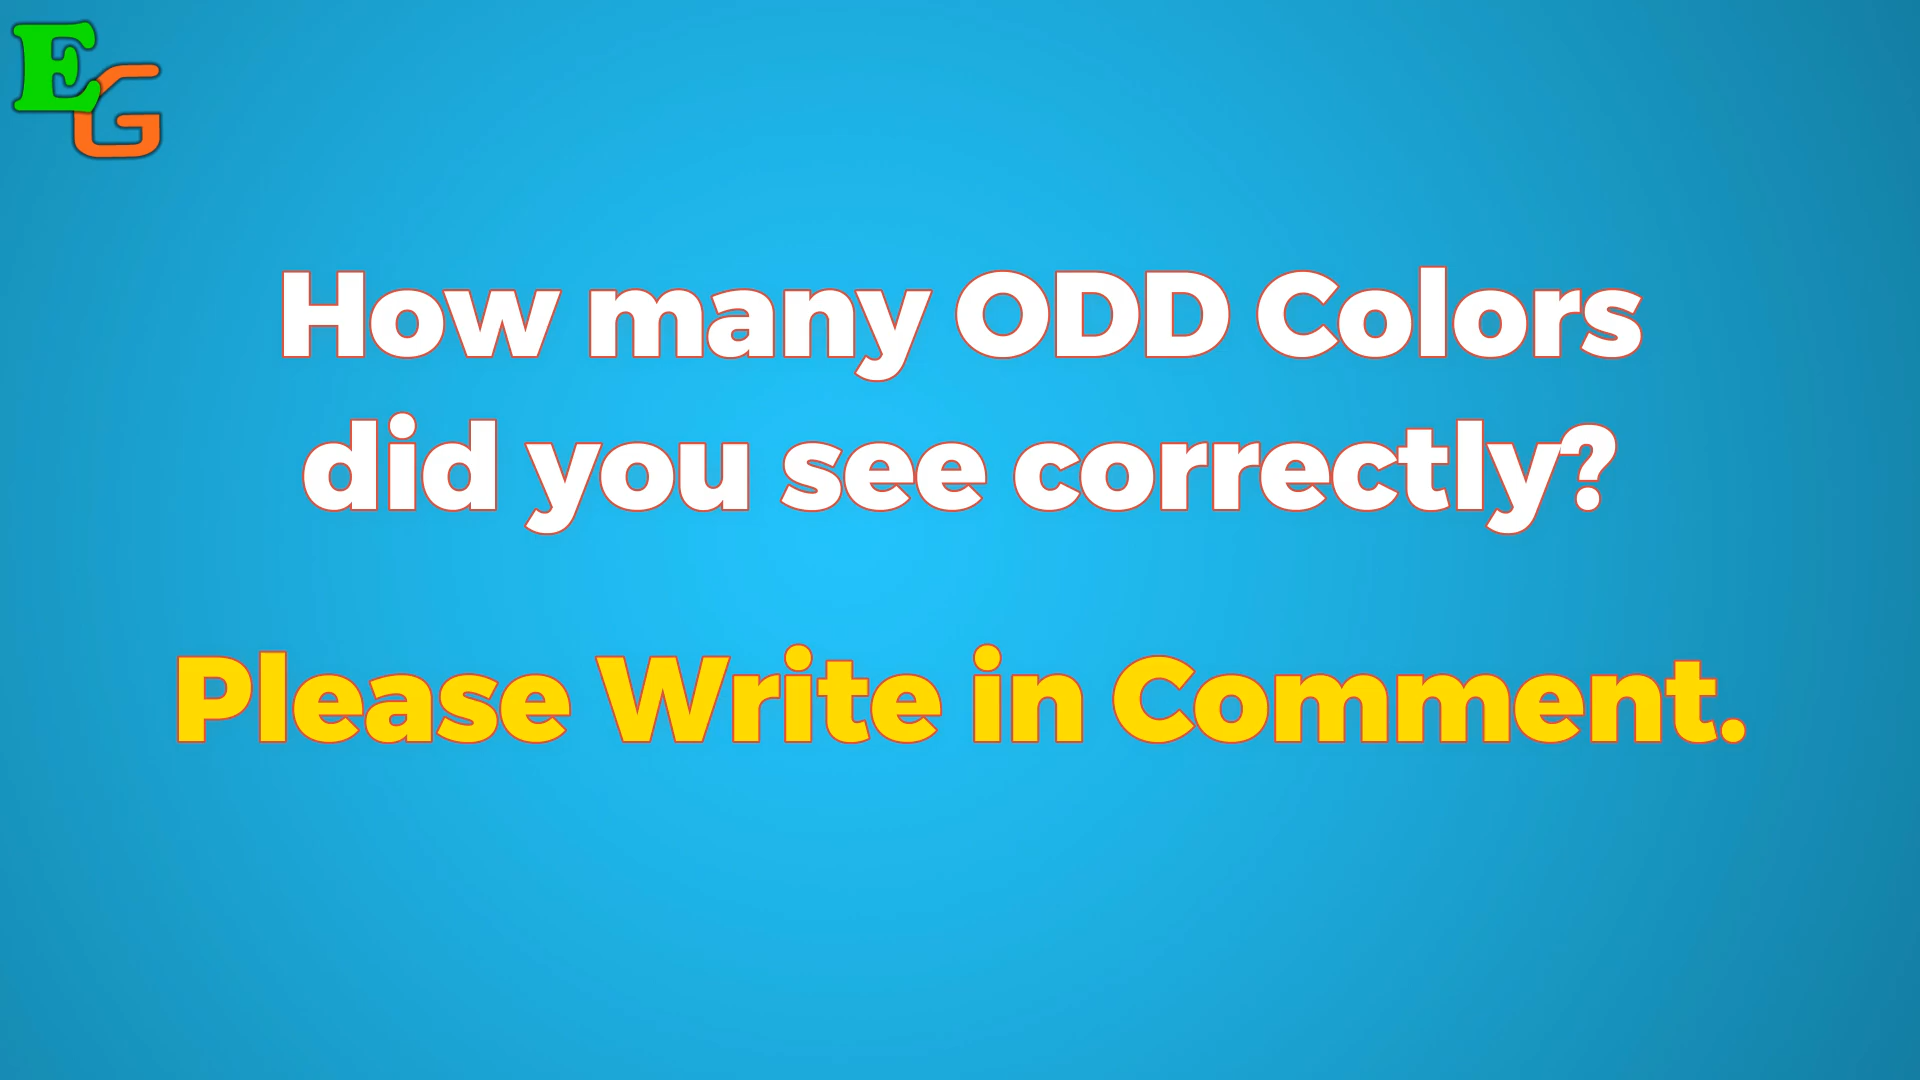 EG
How many ODD Colors
did you see correctly?
Please Write in Comment.